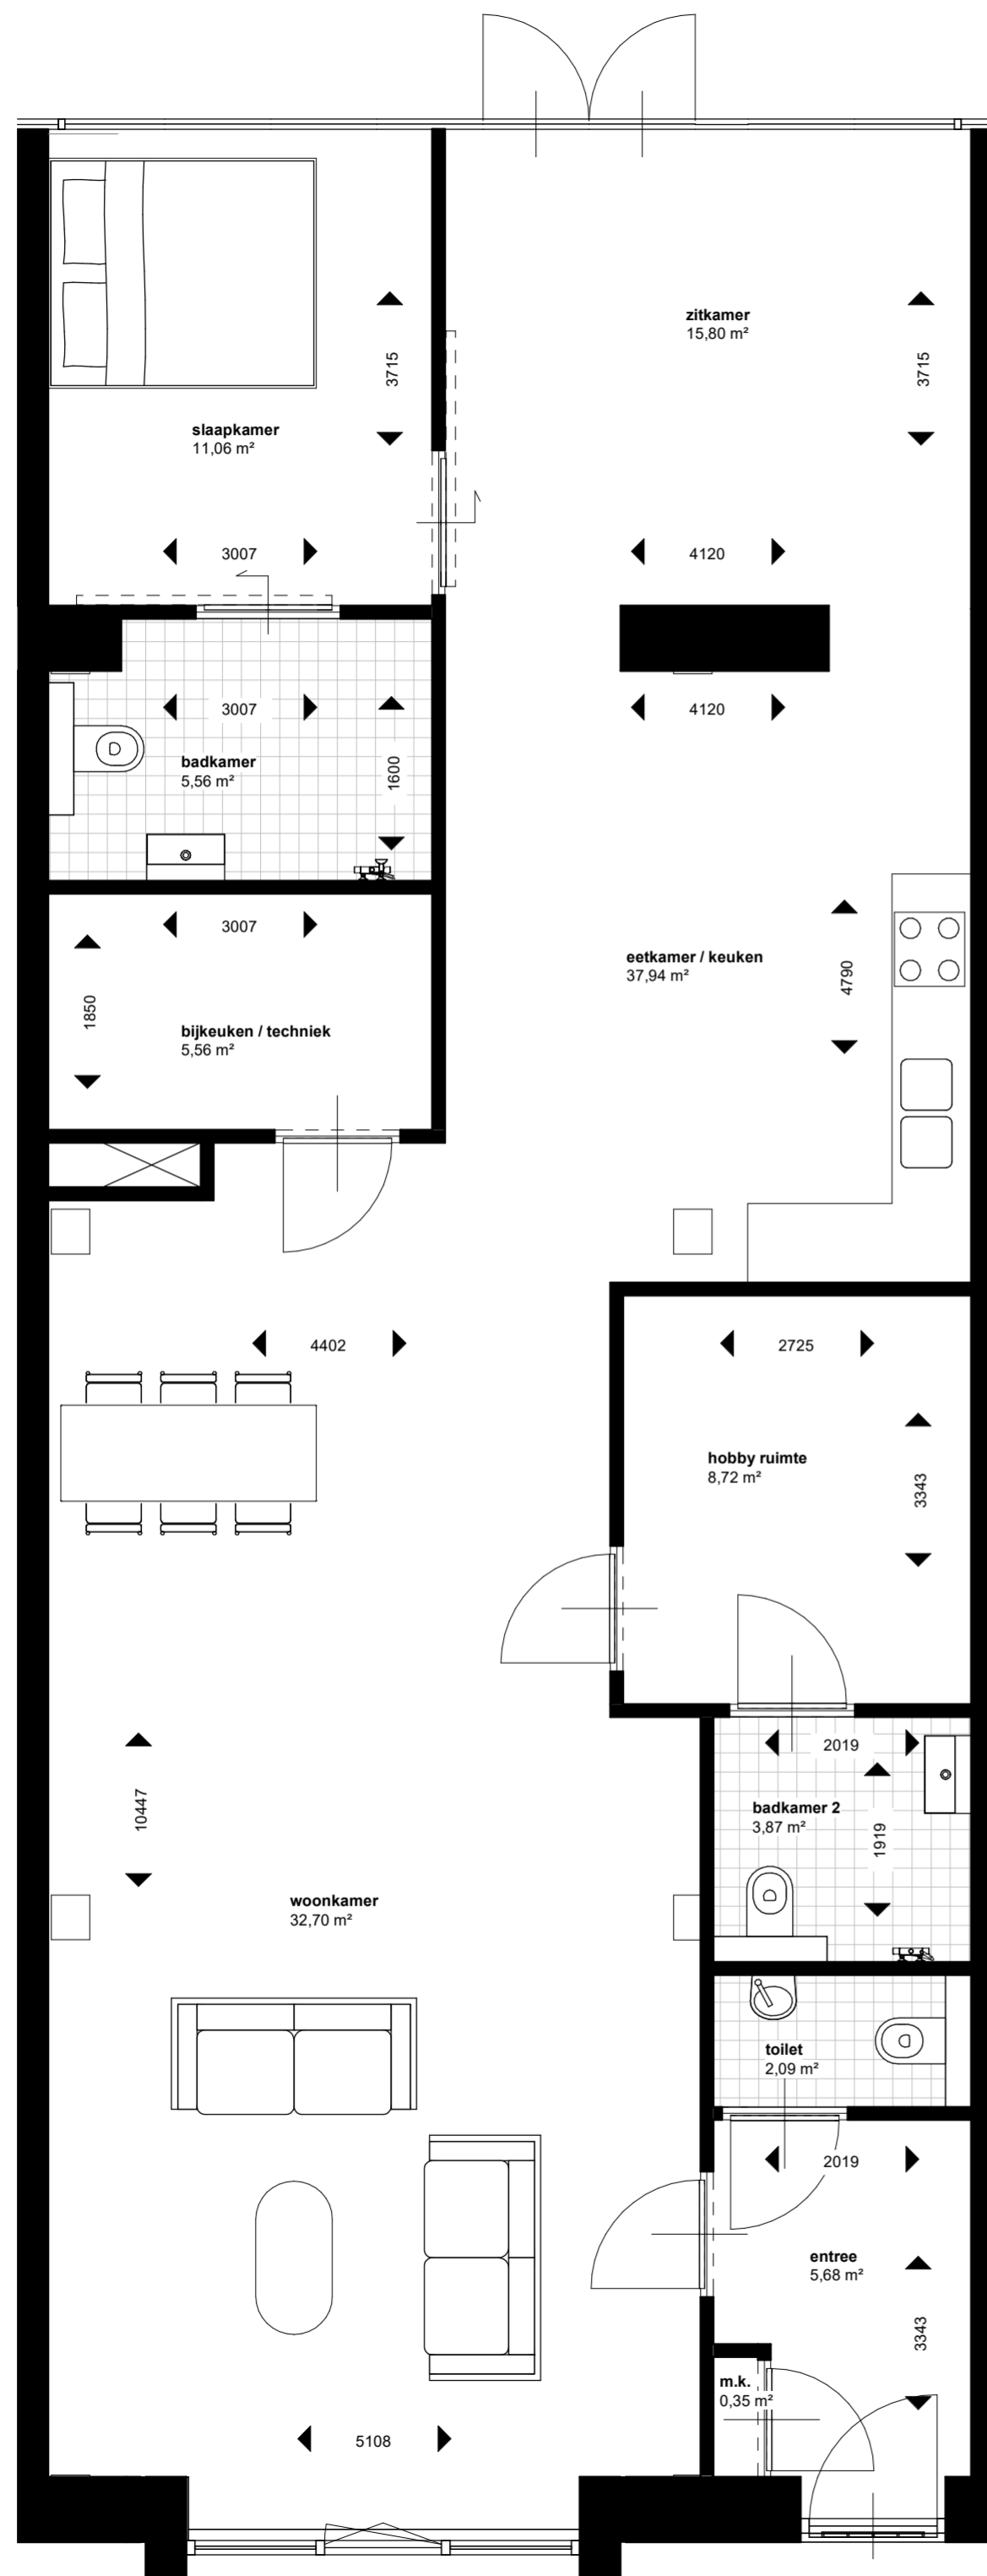 zitkamer
15,80 m²
3715
3715
slaapkamer
11,06 m²
3007
4120
3007
4120
badkamer
5,56 m²
1600
3007
eetkamer / keuken
37,94 m²
4790
1850
bijkeuken / techniek
5,56 m²
4402
2725
hobby ruimte
8,72 m²
3343
2019
10447
badkamer 2
3,87 m²
1919
woonkamer
32,70 m²
toilet
2,09 m²
2019
entree
5,68 m²
3343
m.k.
0,35 m²
5108